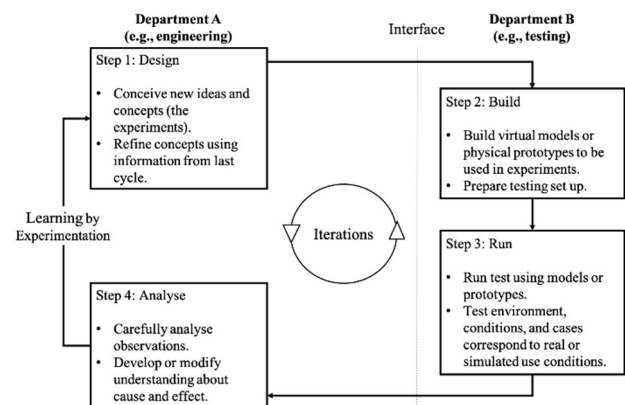 Department A
(e.g., engineering)
Interface
Department B
(e.g., testing)
Step 1: Design
• Conceive new ideas and
concepts (the
experiments).
• Refine concepts using
information from last
cycle.
Step 2: Build
• Build virtual models or
physical prototypes to be
used in experiments.
• Prepare testing set up.
Learning by
Experimentation
Iterations
Step 3: Run
• Run test using models or
prototypes.
• Test environment,
conditions, and cases
correspond to real or
simulated use conditions.
Step 4: Analyse
• Carefully analyse
observations.
• Develop or modify
understanding about
cause and effect.